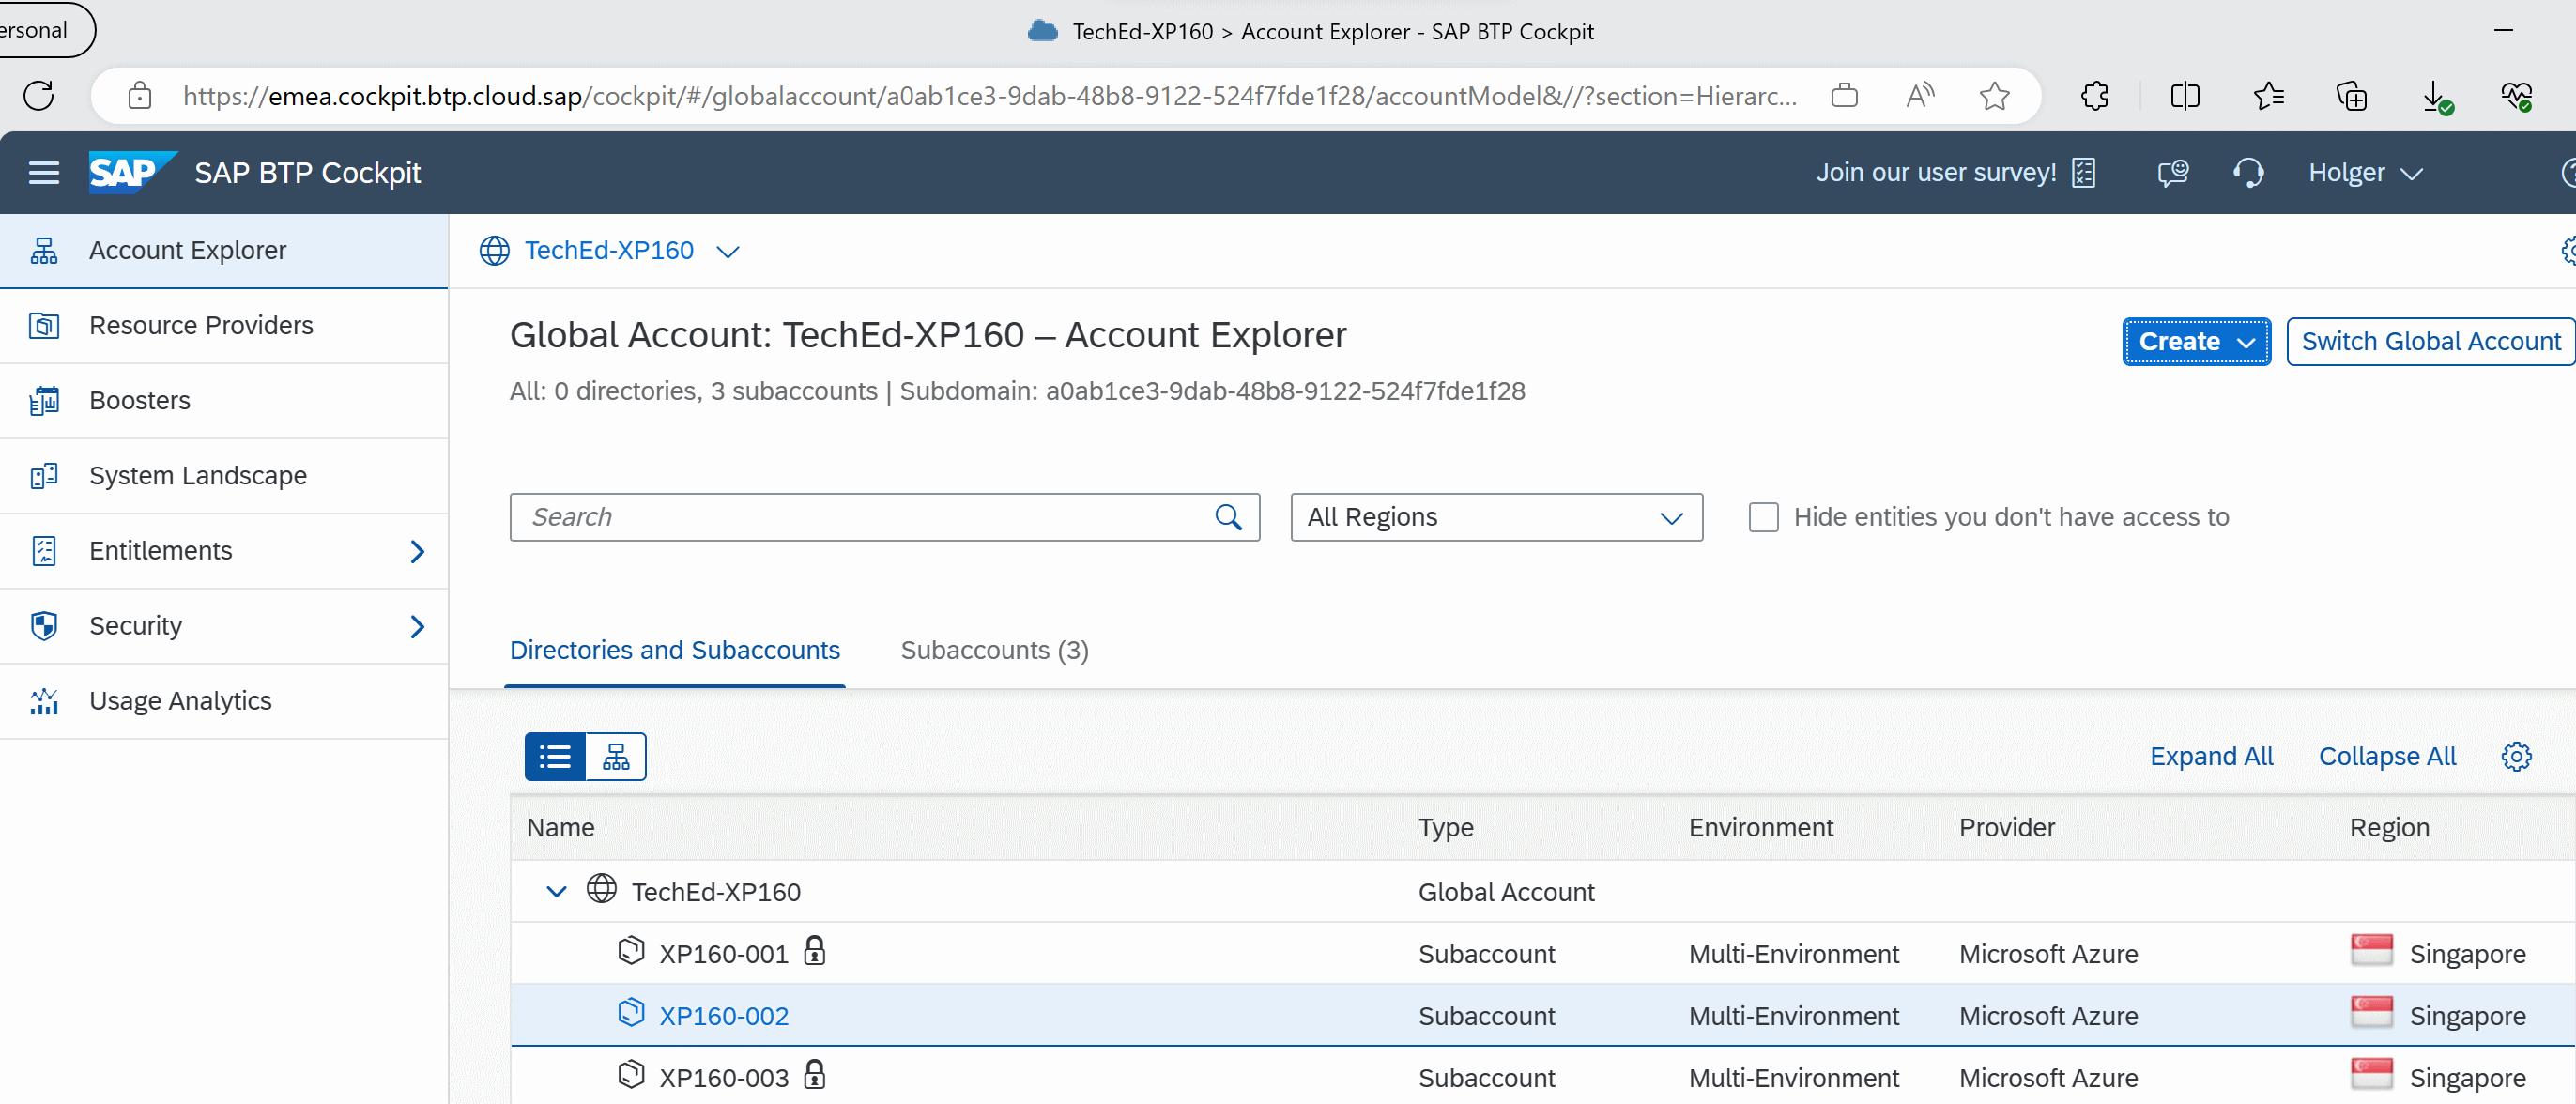 ersonal
TechEd-XP160 > Account Explorer - SAP BTP Cockpit
https://emea.cockpit.btp.cloud.sap/cockpit/#/globalaccount/a0ab1ce3-9dab-48b8-9122-524f7fde1f28/accountModel&//?section=Hierarc...
SAP SAP BTP Cockpit Join our user survey! Holger
Account Explorer
Resource Providers
Boosters
System Landscape
Entitlements
Security
Usage Analytics
TechEd-XP160
Global Account: TechEd-XP160 – Account Explorer
Create Switch Global Account
All: 0 directories, 3 subaccounts | Subdomain: a0ab1ce3-9dab-48b8-9122-524f7fde1f28
Search All Regions Hide entities you don't have access to
Directories and Subaccounts Subaccounts (3)
Expand All Collapse All
Name Type Environment Provider Region
TechEd-XP160 Global Account
XP160-001 Subaccount Multi-Environment Microsoft Azure Singapore
XP160-002 Subaccount Multi-Environment Microsoft Azure Singapore
XP160-003 Subaccount Multi-Environment Microsoft Azure Singapore